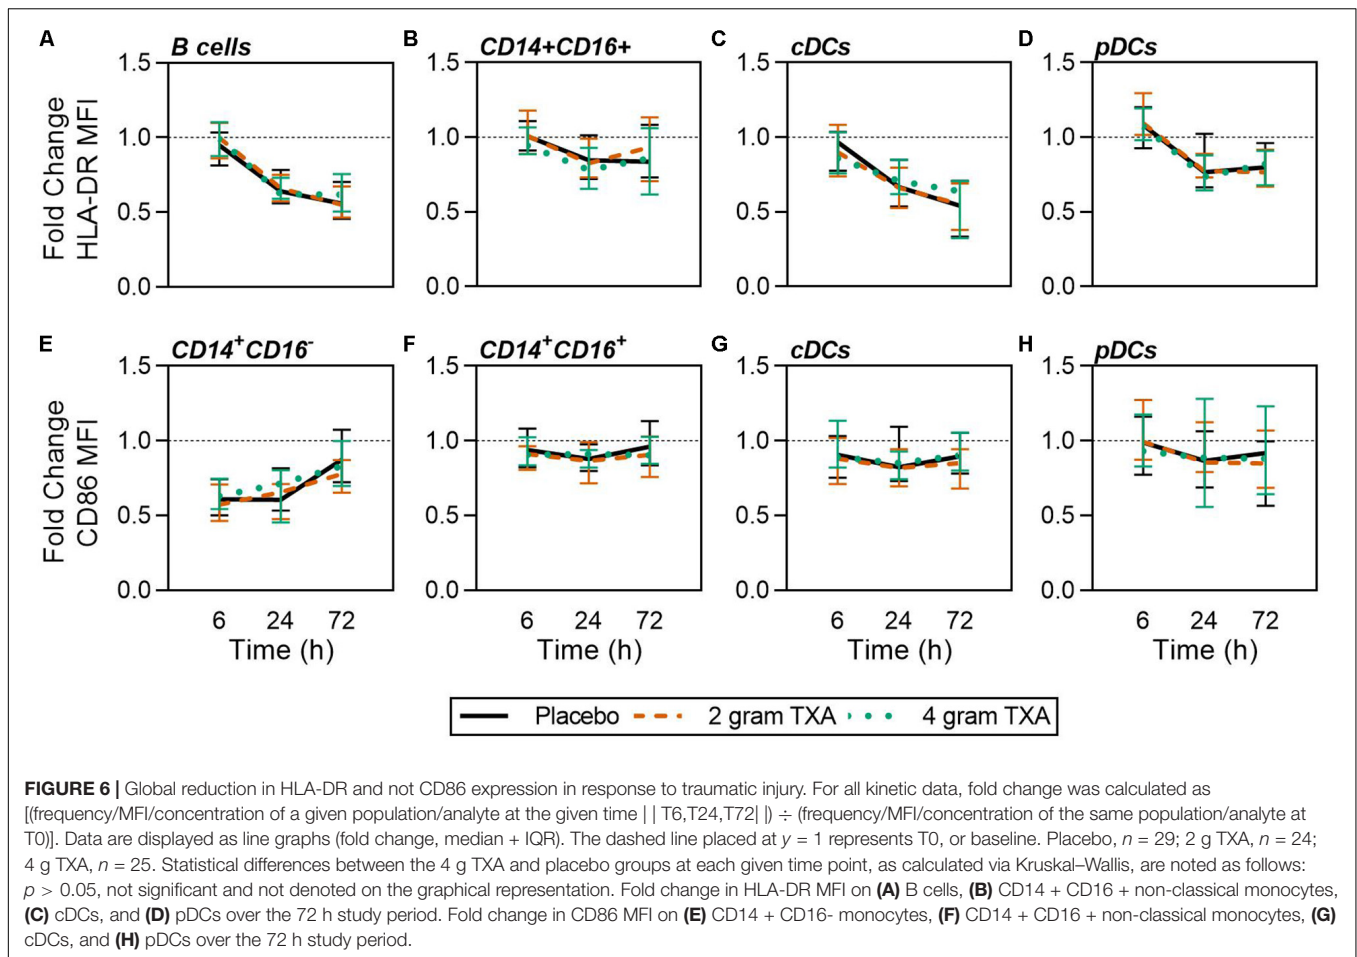 A B cells B CD14+CD16+ C cDCs D pDCs
Fold Change
HLA-DR MFI
1.5 1.5 1.5 1.5
1.0 1.0 1.0 1.0
0.5 0.5 0.5 0.5
0.0 0.0 0.0 0.0
E CD14⁺CD16⁻ F CD14⁺CD16⁺ G cDCs H pDCs
Fold Change
CD86 MFI
1.5 1.5 1.5 1.5
1.0 1.0 1.0 1.0
0.5 0.5 0.5 0.5
0.0 0.0 0.0 0.0
6 24 72 6 24 72 6 24 72 6 24 72
Time (h) Time (h) Time (h) Time (h)
Placebo 2 gram TXA 4 gram TXA
FIGURE 6 | Global reduction in HLA-DR and not CD86 expression in response to traumatic injury. For all kinetic data, fold change was calculated as
[(frequency/MFI/concentration of a given population/analyte at the given time | | T6,T24,T72| |) ÷ (frequency/MFI/concentration of the same population/analyte at
T0)]. Data are displayed as line graphs (fold change, median + IQR). The dashed line placed at y = 1 represents T0, or baseline. Placebo, n = 29; 2 g TXA, n = 24;
4 g TXA, n = 25. Statistical differences between the 4 g TXA and placebo groups at each given time point, as calculated via Kruskal–Wallis, are noted as follows:
p > 0.05, not significant and not denoted on the graphical representation. Fold change in HLA-DR MFI on (A) B cells, (B) CD14 + CD16 + non-classical monocytes,
(C) cDCs, and (D) pDCs over the 72 h study period. Fold change in CD86 MFI on (E) CD14 + CD16- monocytes, (F) CD14 + CD16 + non-classical monocytes, (G)
cDCs, and (H) pDCs over the 72 h study period.